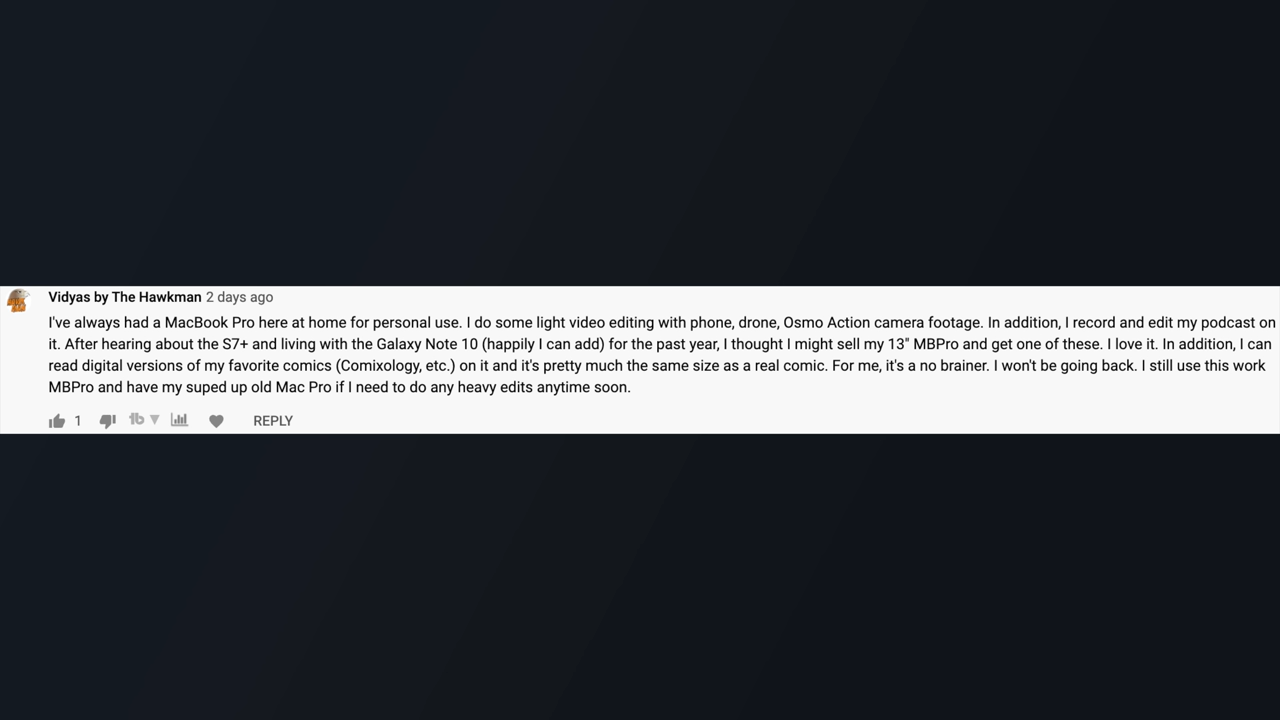 Vidyas by The Hawkman 2 days ago
I've always had a MacBook Pro here at home for personal use. I do some light video editing with phone, drone, Osmo Action camera footage. In addition, I record and edit my podcast on
it. After hearing about the S7+ and living with the Galaxy Note 10 (happily I can add) for the past year, I thought I might sell my 13" MBPro and get one of these. I love it. In addition, I can
read digital versions of my favorite comics (Comixology, etc.) on it and it's pretty much the same size as a real comic. For me, it's a no brainer. I won't be going back. I still use this work
MBPro and have my suped up old Mac Pro if I need to do any heavy edits anytime soon.
1 tb REPLY